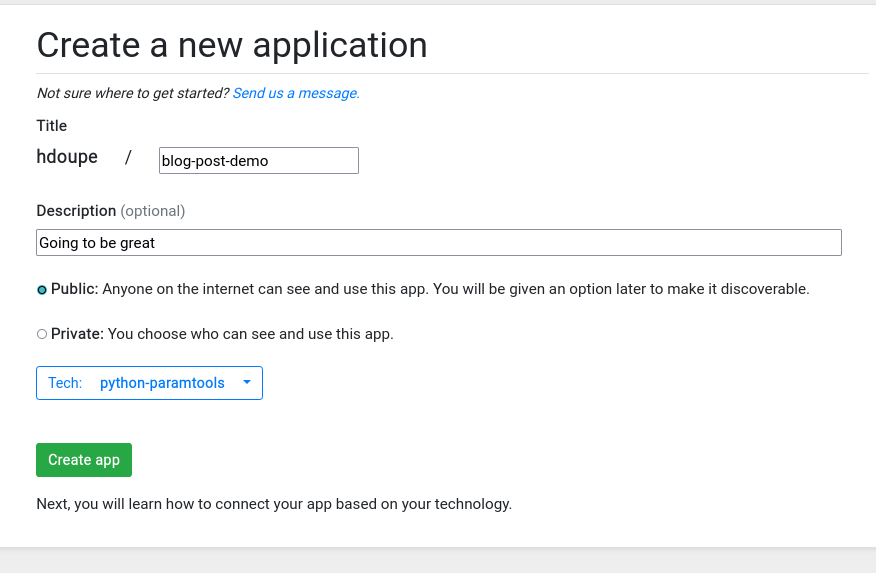 Create a new application
Not sure where to get started? Send us a message.
Title
hdoupe / blog-post-demo
Description (optional)
Going to be great
Public: Anyone on the internet can see and use this app. You will be given an option later to make it discoverable.
Private: You choose who can see and use this app.
Tech: python-paramtools
Create app
Next, you will learn how to connect your app based on your technology.